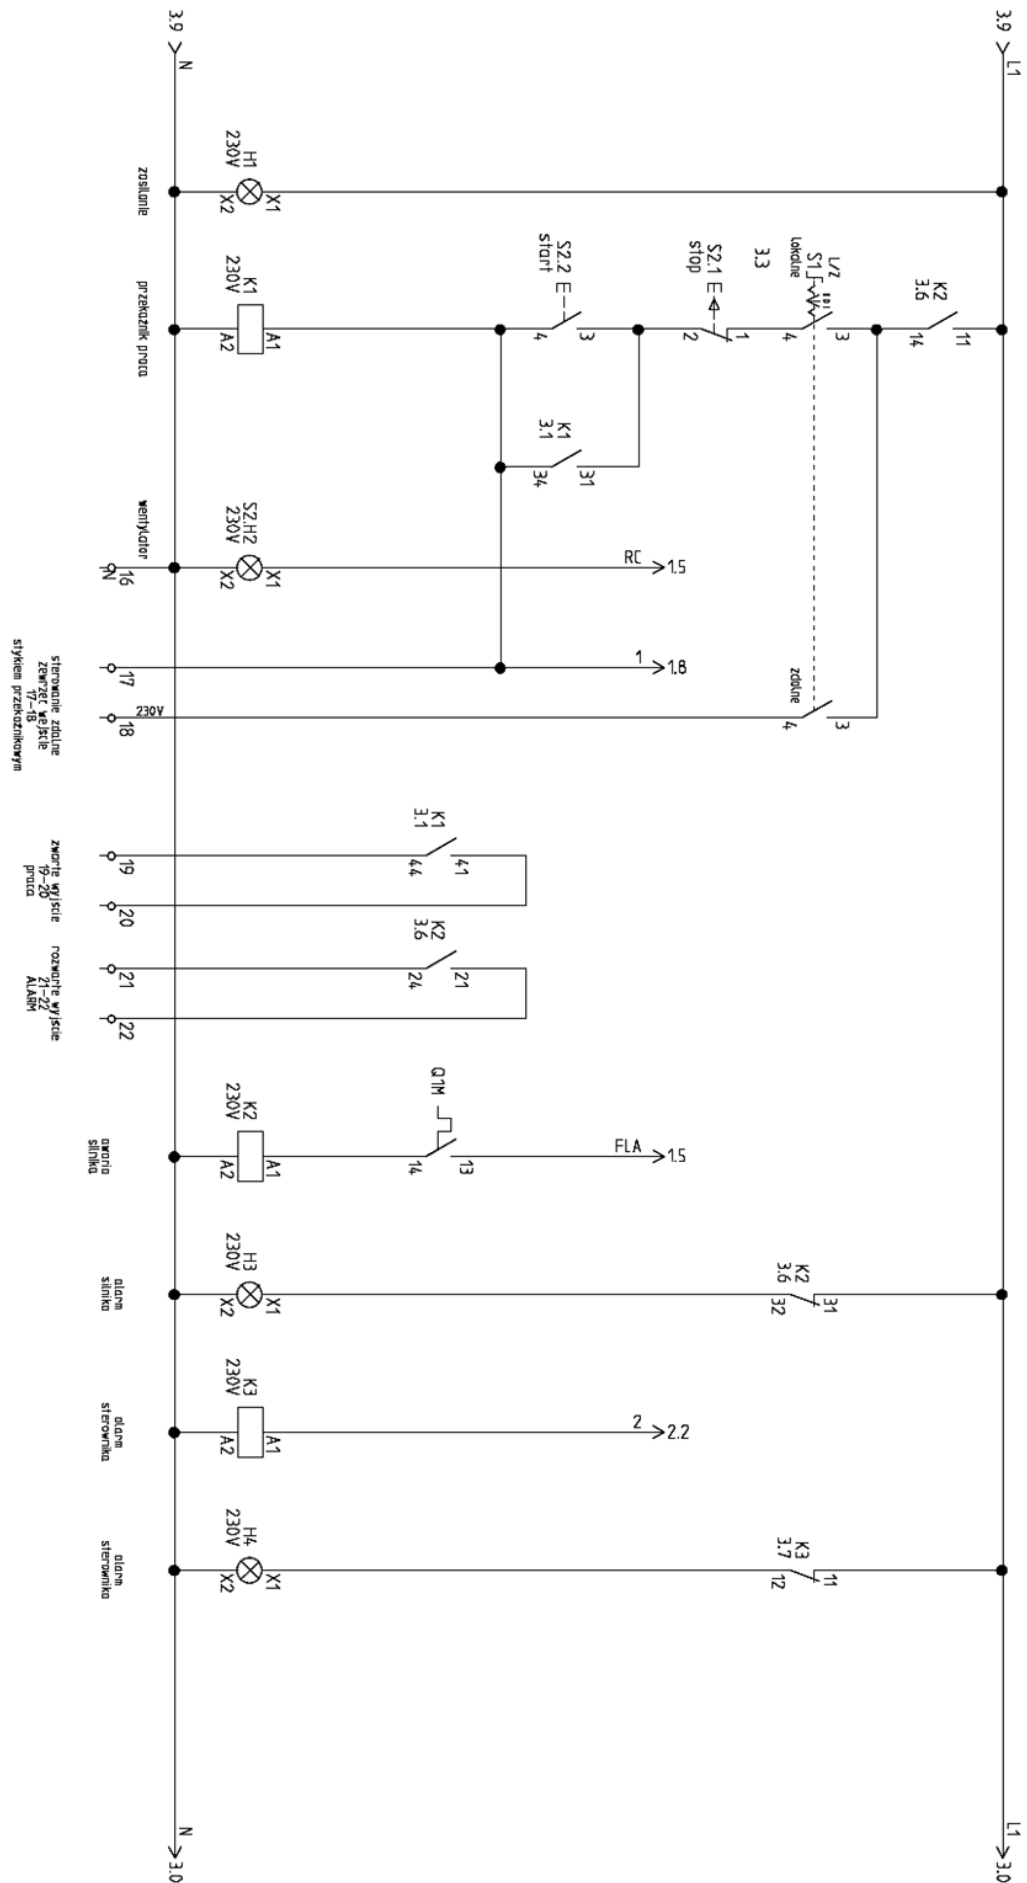 3.9
L1
3.9
N
H1
230V
X1
X2
zasilanie
K2
3.6
11
14
L/Z
S1
Lokalne
3
4
3.3
S2.1
stop
1
2
S2.2
start
3
4
K1
230V
A1
A2
przekaźnik praca
K1
3.1
31
34
RC
1.5
S2.H2
230V
X1
X2
wentylator
16
N
1
1.8
17
zdalne
3
4
230V
18
sterowanie zdalne
zewrzeć wejście
17-18
stykiem przekaźnikowym
K1
3.1
41
44
19
20
zwarte wyjście
19-20
praca
K2
3.6
21
24
21
22
rozwarte wyjście
21-22
ALARM
FLA
1.5
Q1M
13
14
K2
230V
A1
A2
awaria
silnika
K2
3.6
31
32
H3
230V
X1
X2
alarm
silnika
2
2.2
K3
230V
A1
A2
alarm
sterownika
K3
3.7
11
12
H4
230V
X1
X2
alarm
sterownika
L1
3.0
N
3.0